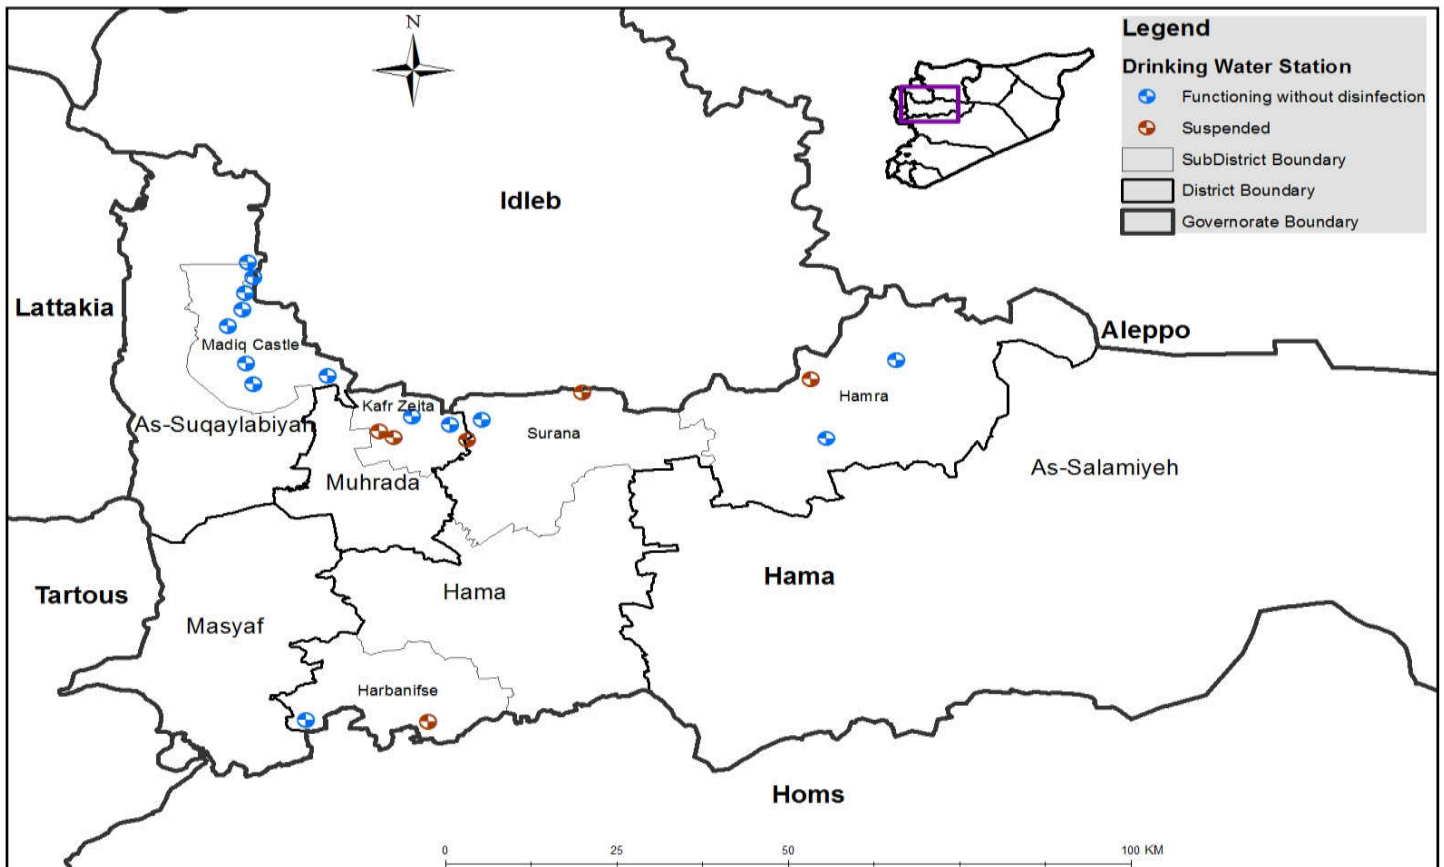 N
Legend
Drinking Water Station
Functioning without disinfection
Suspended
SubDistrict Boundary
District Boundary
Governorate Boundary
Idleb
Lattakia
Aleppo
Madiq Castle
Hamra
Kafr Zeita
As-Suqaylabiyah
Surana
As-Salamiyeh
Muhrada
Hama
Hama
Tartous
Masyaf
Harbanifse
Homs
0 25 50 100 KM